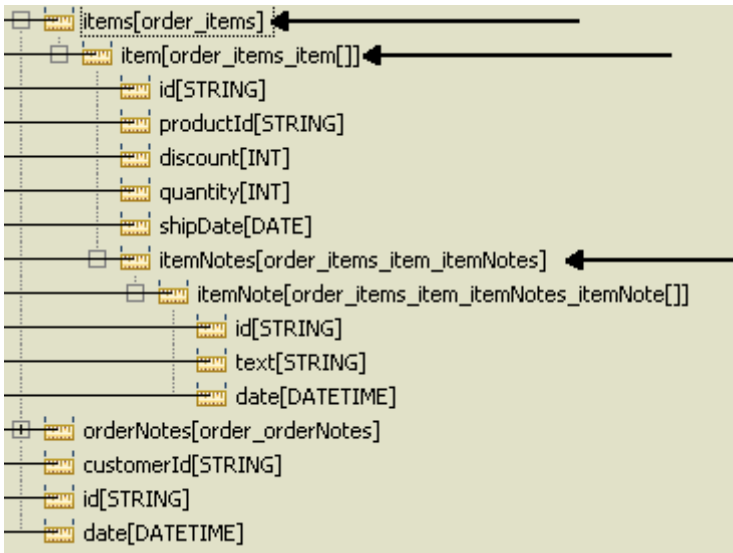 items[order_items]
item[order_items_item[]]
id[STRING]
productId[STRING]
discount[INT]
quantity[INT]
shipDate[DATE]
itemNotes[order_items_item_itemNotes]
itemNote[order_items_item_itemNotes_itemNote[]]
id[STRING]
text[STRING]
date[DATETIME]
orderNotes[order_orderNotes]
customerId[STRING]
id[STRING]
date[DATETIME]